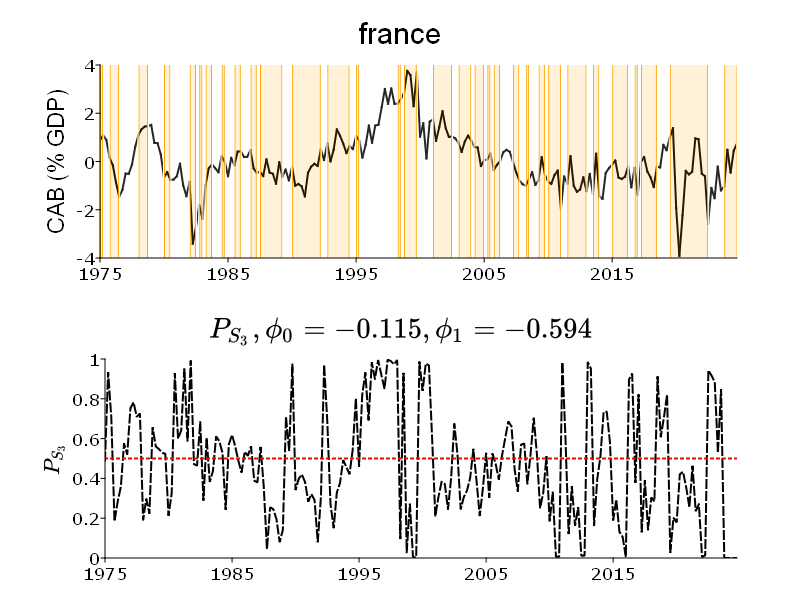 france
CAB (% GDP)
4
2
0
-2
-4
1975 1985 1995 2005 2015
P_{S_3}, ϕ_0 = −0.115, ϕ_1 = −0.594
P_{S_3}
1
0.8
0.6
0.4
0.2
0
1975 1985 1995 2005 2015